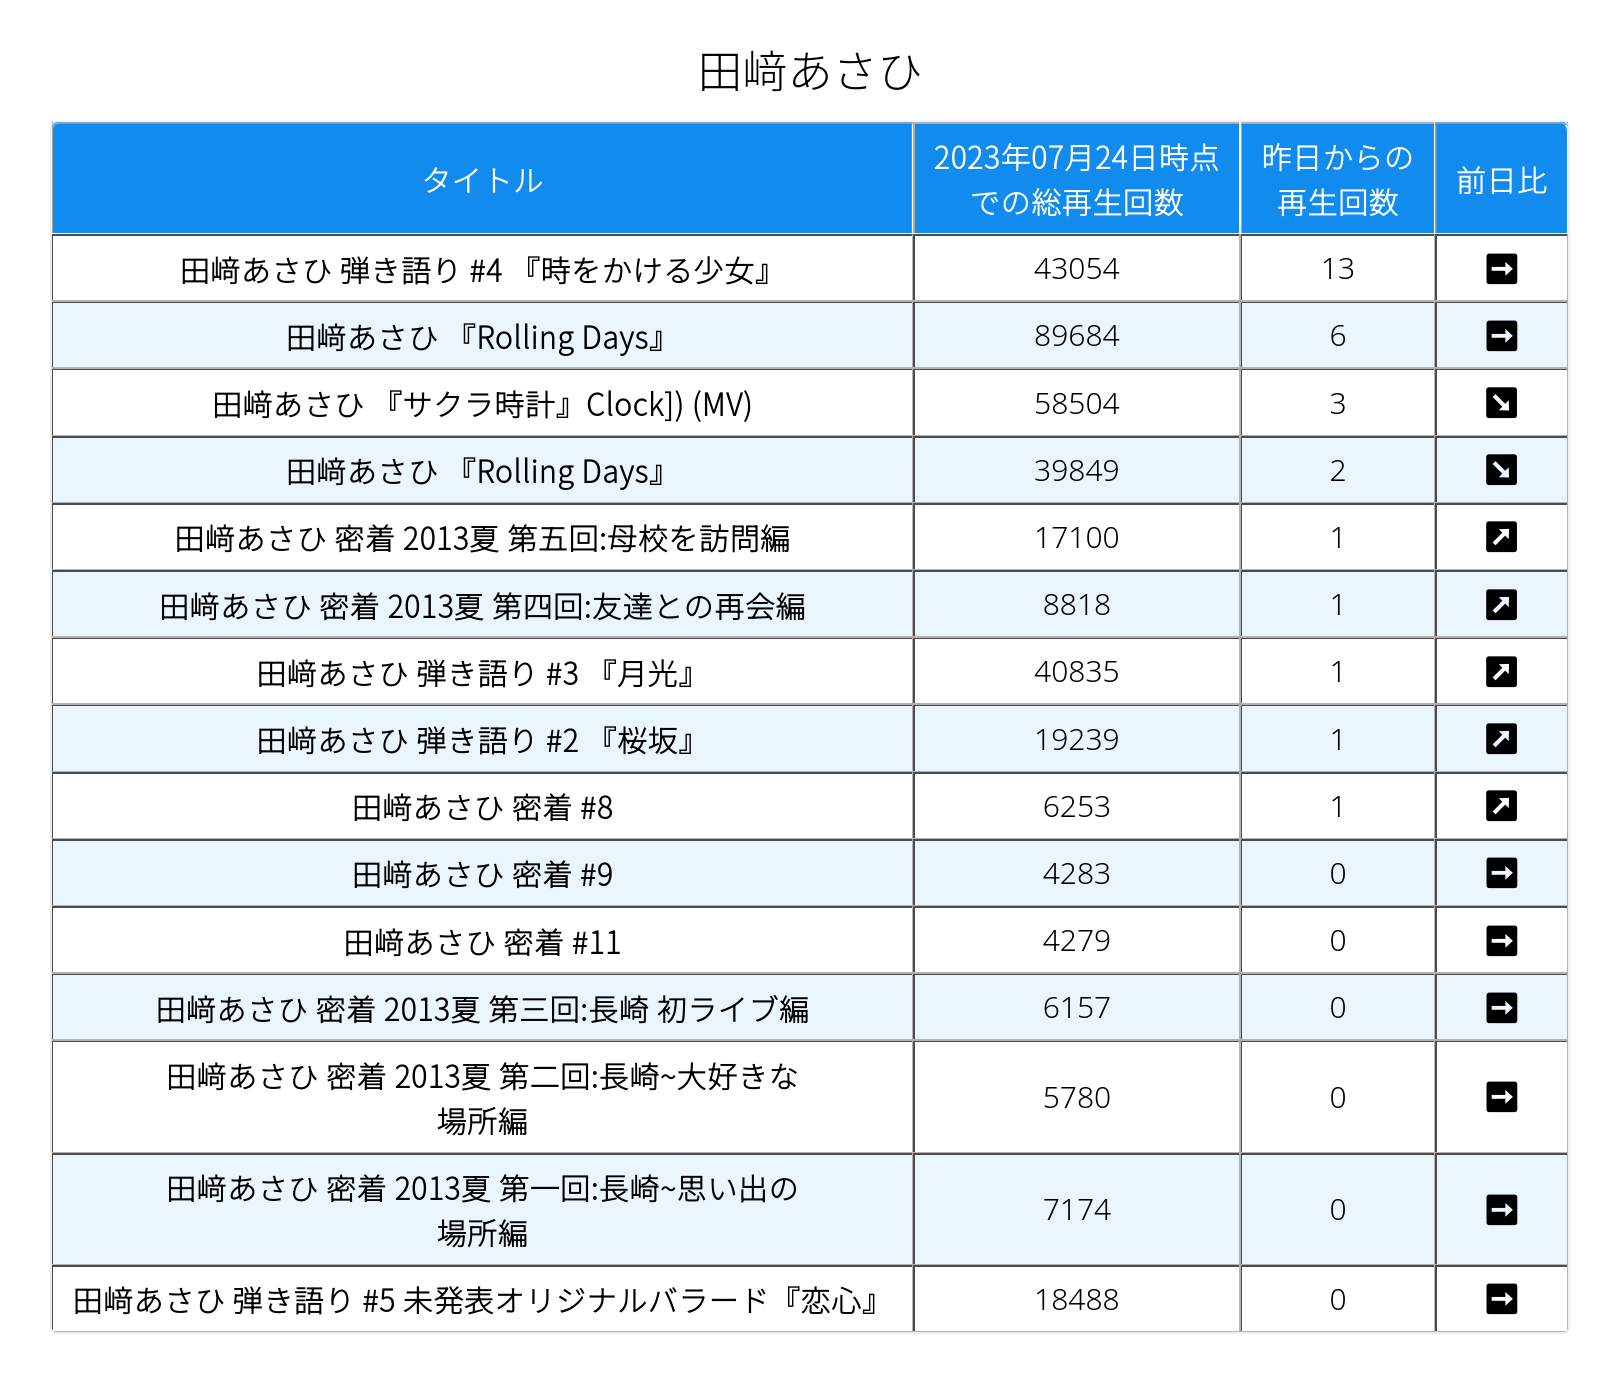 田﨑あさひ
タイトル
2023年07月24日時点
での総再生回数
昨日からの
再生回数
前日比
田﨑あさひ 弾き語り #4 『時をかける少女』 43054 13
田﨑あさひ 『Rolling Days』 89684 6
田﨑あさひ 『サクラ時計』Clock]) (MV) 58504 3
田﨑あさひ 『Rolling Days』 39849 2
田﨑あさひ 密着 2013夏 第五回:母校を訪問編 17100 1
田﨑あさひ 密着 2013夏 第四回:友達との再会編 8818 1
田﨑あさひ 弾き語り #3 『月光』 40835 1
田﨑あさひ 弾き語り #2 『桜坂』 19239 1
田﨑あさひ 密着 #8 6253 1
田﨑あさひ 密着 #9 4283 0
田﨑あさひ 密着 #11 4279 0
田﨑あさひ 密着 2013夏 第三回:長崎 初ライブ編 6157 0
田﨑あさひ 密着 2013夏 第二回:長崎~大好きな
場所編 5780 0
田﨑あさひ 密着 2013夏 第一回:長崎~思い出の
場所編 7174 0
田﨑あさひ 弾き語り #5 未発表オリジナルバラード『恋心』 18488 0